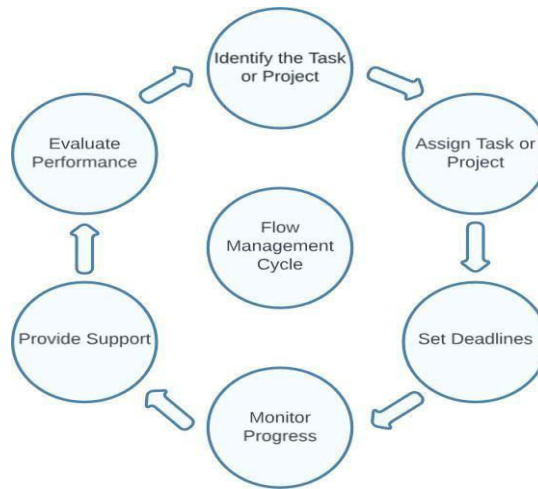 Identify the Task
or Project
Assign Task or
Project
Set Deadlines
Monitor
Progress
Provide Support
Evaluate
Performance
Flow
Management
Cycle